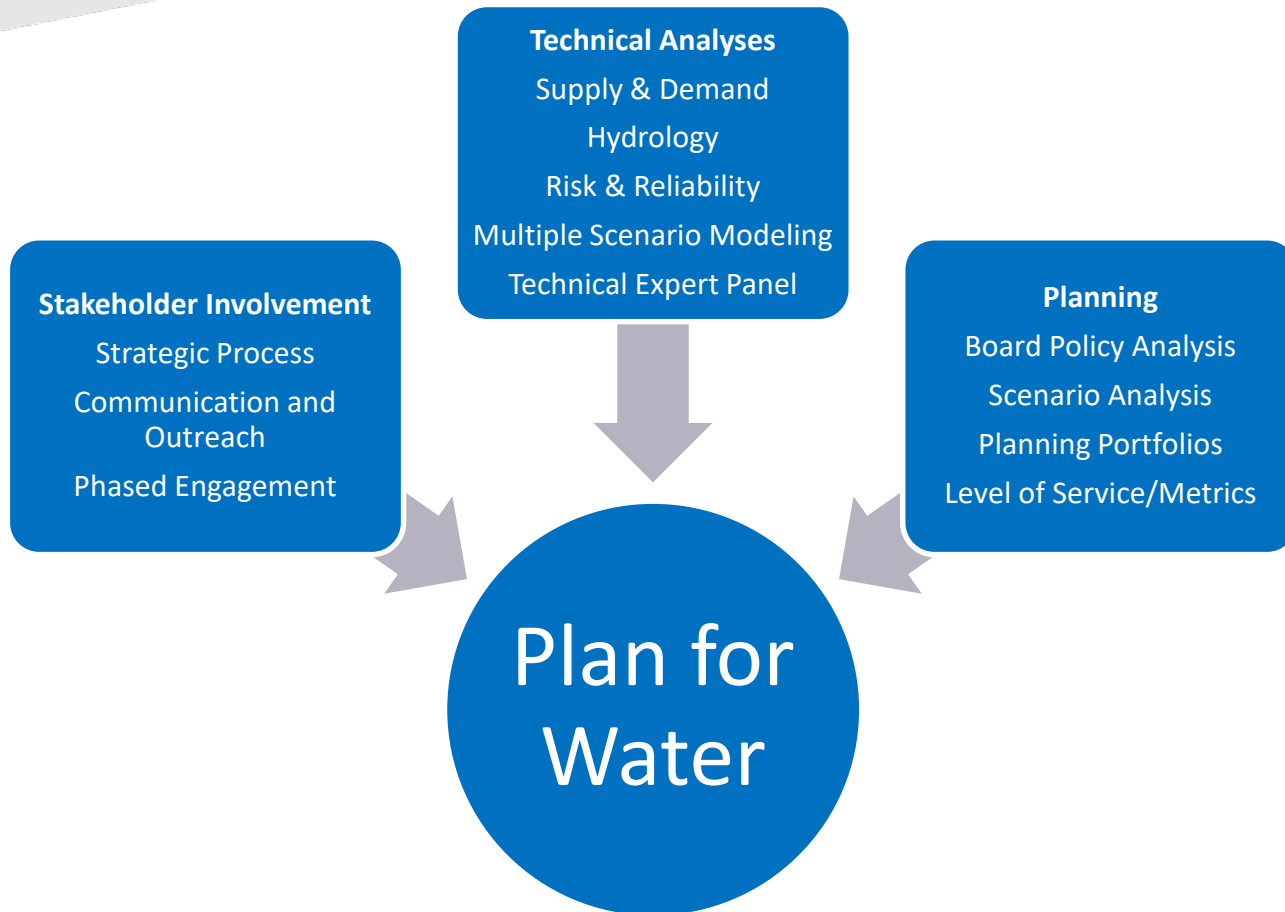 Technical Analyses
Supply & Demand
Hydrology
Risk & Reliability
Multiple Scenario Modeling
Technical Expert Panel
Stakeholder Involvement
Strategic Process
Communication and
Outreach
Phased Engagement
Planning
Board Policy Analysis
Scenario Analysis
Planning Portfolios
Level of Service/Metrics
Plan for
Water